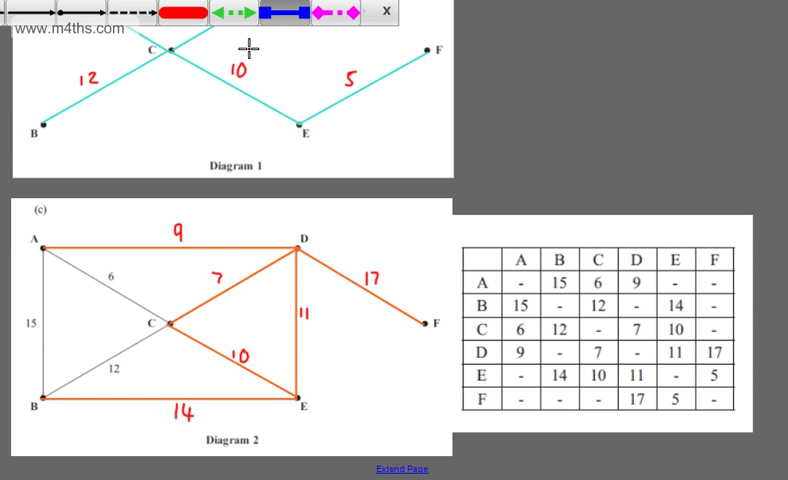 X
www.m4ths.com
C
F
12
10
5
B
E
Diagram 1
(c)
A
9
D
6
7
17
15
C
11
F
12
10
B
14
E
Diagram 2
A B C D E F
A - 15 6 9 - -
B 15 - 12 - 14 -
C 6 12 - 7 10 -
D 9 - 7 - 11 17
E - 14 10 11 - 5
F - - - 17 5 -
Extend Page